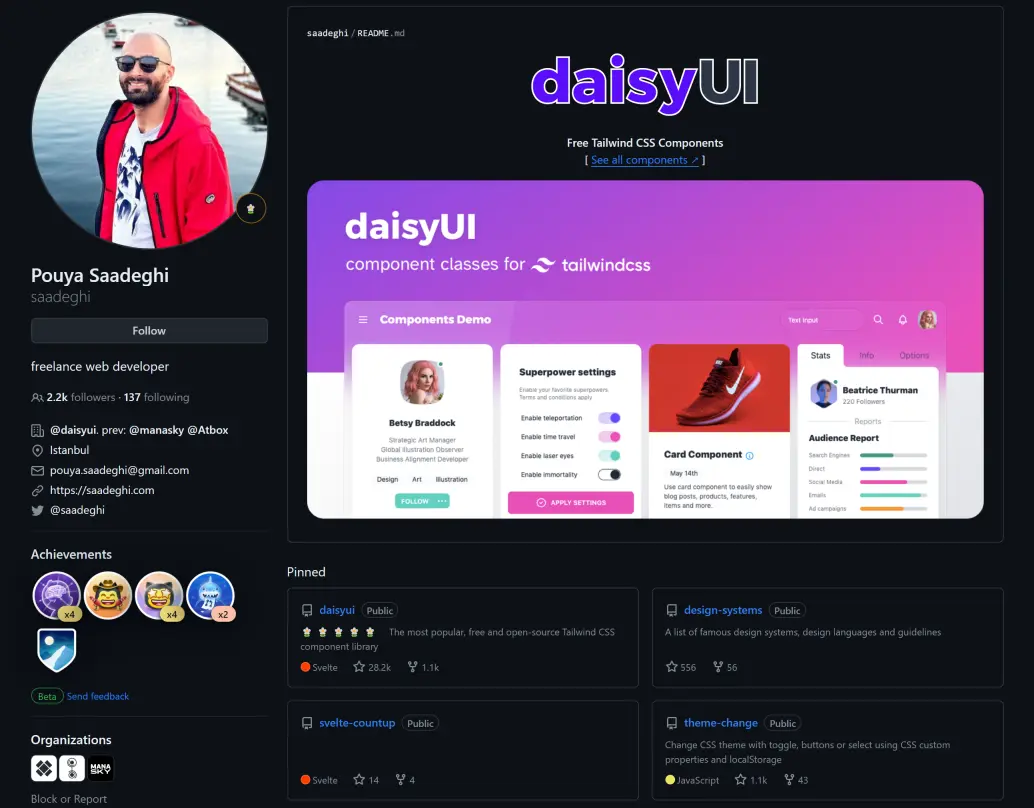 Pouya Saadeghi
saadeghi
Follow
freelance web developer
2.2k followers · 137 following
@daisyui. prev: @manasky @Atbox
Istanbul
pouya.saadeghi@gmail.com
https://saadeghi.com
@saadeghi
Achievements
x4
x4
x2
Beta Send feedback
Organizations
MANA
SKY
Block or Report
saadeghi / README.md
daisyUI
Free Tailwind CSS Components
[ See all components ↗ ]
daisyUI
component classes for tailwindcss
Components Demo
Text Input
Betsy Braddock
Strategic Art Manager
Global Illustration Observer
Business Alignment Developer
Design Art Illustration
FOLLOW ···
Superpower settings
Enable your favorite superpowers.
Terms and conditions apply
Enable teleportation
Enable time travel
Enable laser eyes
Enable immortality
APPLY SETTINGS
Card Component
May 14th
Use card component to easily show
blog posts, products, features,
items and more.
Stats Info Options
Beatrice Thurman
220 Followers
Reports
Audience Report
Search Engines
Direct
Social Media
Emails
Ad campaigns
Pinned
daisyui Public
The most popular, free and open-source Tailwind CSS
component library
Svelte 28.2k 1.1k
design-systems Public
A list of famous design systems, design languages and guidelines
556 56
svelte-countup Public
Svelte 14 4
theme-change Public
Change CSS theme with toggle, buttons or select using CSS custom
properties and localStorage
JavaScript 1.1k 43